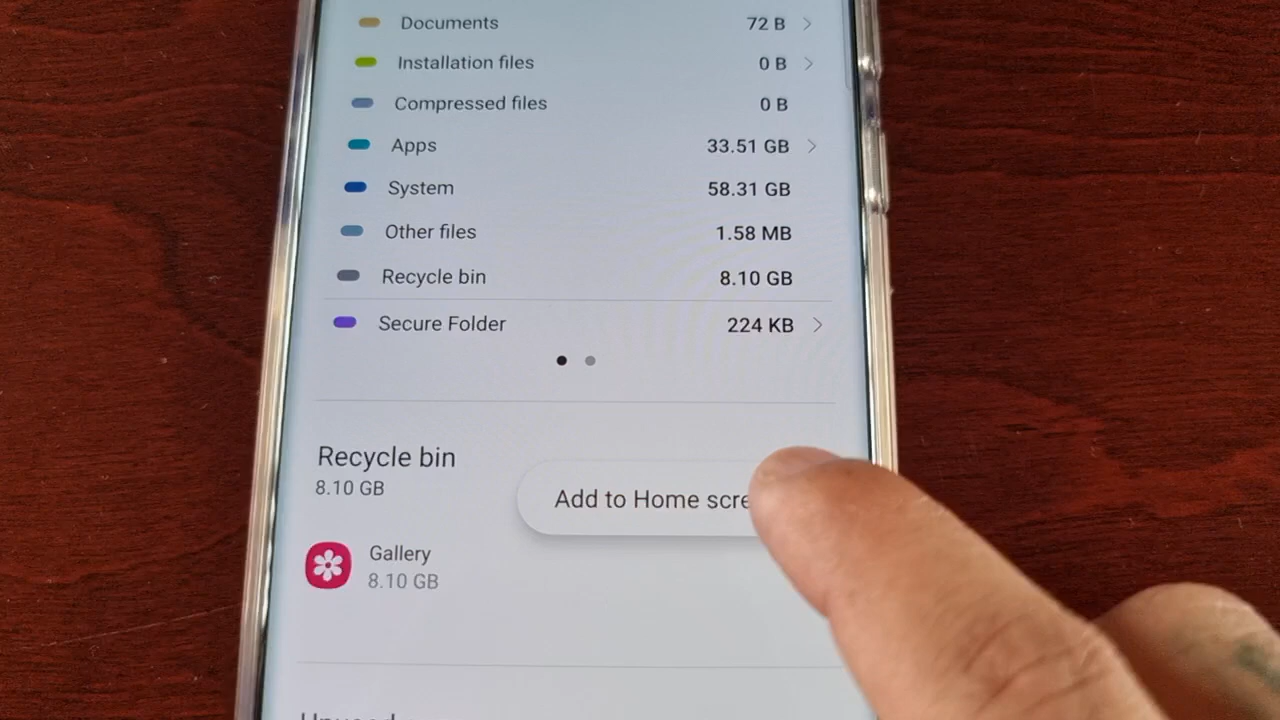 Documents 72 B
Installation files 0 B
Compressed files 0 B
Apps 33.51 GB
System 58.31 GB
Other files 1.58 MB
Recycle bin 8.10 GB
Secure Folder 224 KB
Recycle bin
8.10 GB
Add to Home
Gallery
8.10 GB